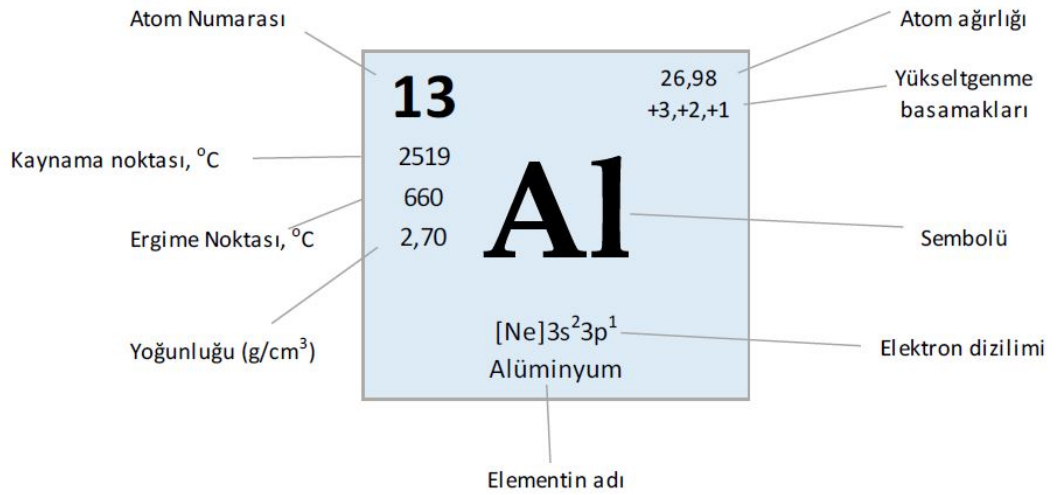 Atom Numarası
Atom ağırlığı
13
26,98
Yükseltgenme
basamakları
+3,+2,+1
Kaynama noktası, °C
2519
660
Al
Ergime Noktası, °C
2,70
Sembolü
Yoğunluğu (g/cm³)
[Ne]3s²3p¹
Elektron dizilimi
Alüminyum
Elementin adı